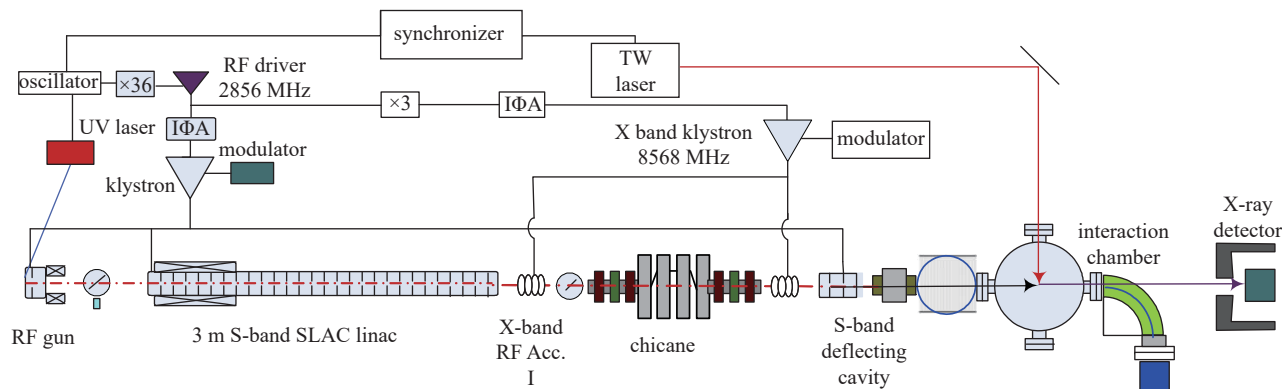 synchronizer
TW
laser
RF driver
2856 MHz
oscillator
×36
×3
IΦA
IΦA
UV laser
X band klystron
8568 MHz
modulator
modulator
klystron
X-ray
detector
interaction
chamber
RF gun
3 m S-band SLAC linac
X-band
RF Acc.
I
chicane
S-band
deflecting
cavity